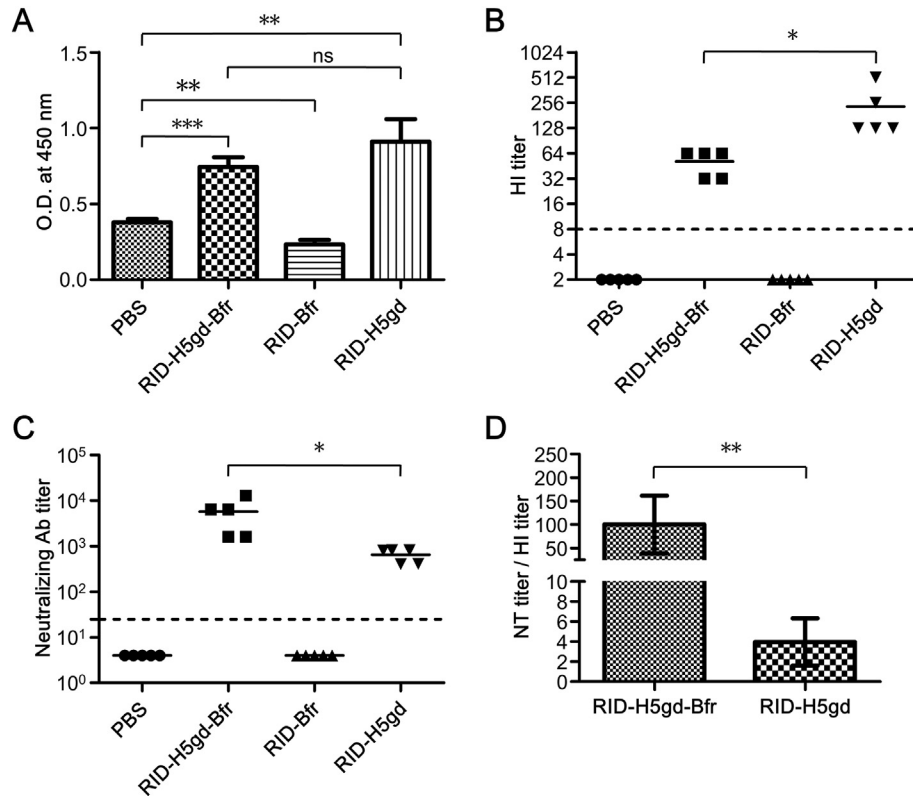 A
**
1.5
ns
**
***
1.0
0.5
0.0
O.D. at 450 nm
PBS
RID-H5gd-Bfr
RID-Bfr
RID-H5gd
B
*
1024
512
256
128
64
32
16
8
4
2
HI titer
PBS
RID-H5gd-Bfr
RID-Bfr
RID-H5gd
C
*
10⁵
10⁴
10³
10²
10¹
10⁰
Neutralizing Ab titer
PBS
RID-H5gd-Bfr
RID-Bfr
RID-H5gd
D
**
250
200
150
100
50
10
8
6
4
2
0
NT titer / HI titer
RID-H5gd-Bfr
RID-H5gd